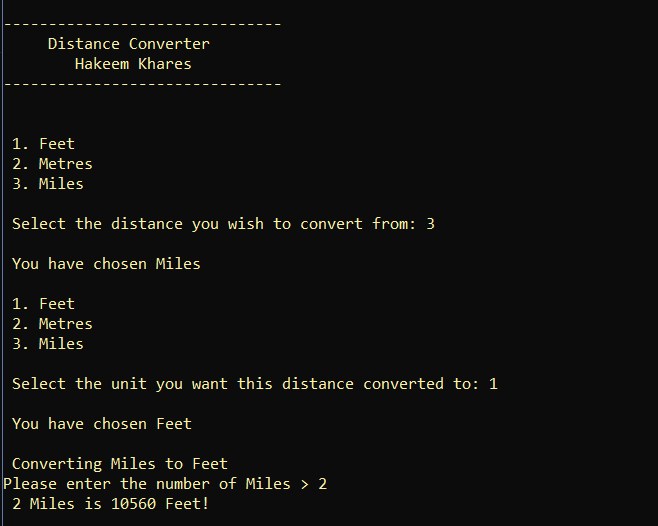 -------------------------------
Distance Converter
Hakeem Khares
-------------------------------
1. Feet
2. Metres
3. Miles
Select the distance you wish to convert from: 3
You have chosen Miles
1. Feet
2. Metres
3. Miles
Select the unit you want this distance converted to: 1
You have chosen Feet
Converting Miles to Feet
Please enter the number of Miles > 2
2 Miles is 10560 Feet!